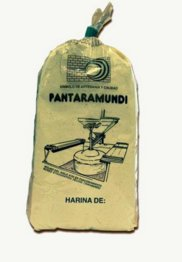 SIMBOLO DE ARTESANIA Y CALIDAD
PANTARAMUNDI
HARINA DE: